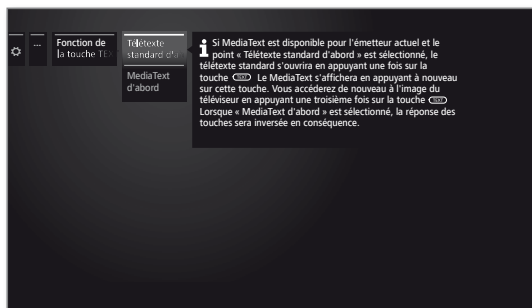 ...
Fonction de
la touche TE
Télétexte
standard d'a
MediaText
d'abord
Si MediaText est disponible pour l'émetteur actuel et le
point « Télétexte standard d'abord » est sélectionné, le
télétexte standard s'ouvrira en appuyant une fois sur la
touche TEXT Le MediaText s'affichera en appuyant à nouveau
sur cette touche. Vous accéderez de nouveau à l'image du
téléviseur en appuyant une troisième fois sur la touche TEXT
Lorsque « MediaText d'abord » est sélectionné, la réponse des
touches sera inversée en conséquence.